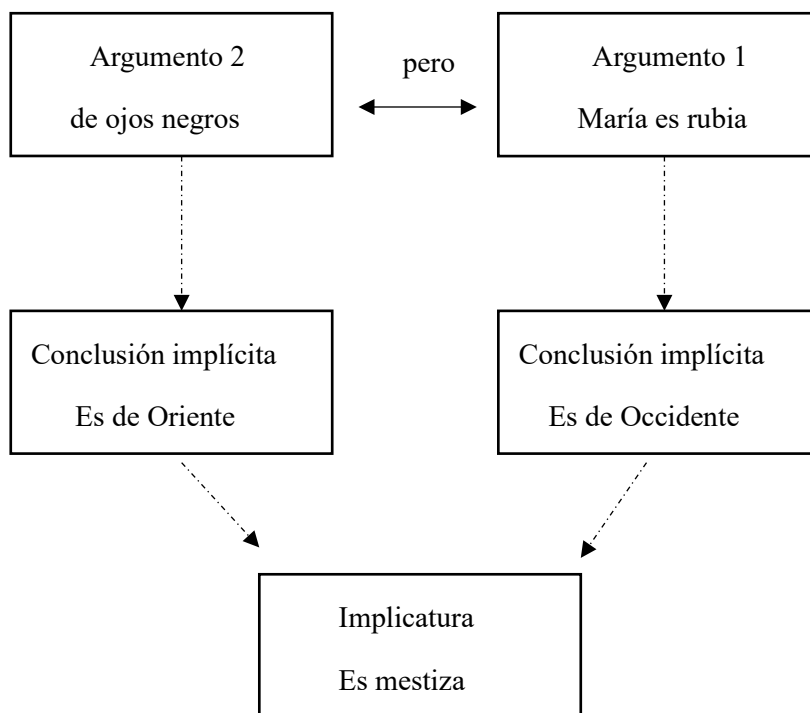 Argumento 2
de ojos negros
pero
Argumento 1
María es rubia
Conclusión implícita
Es de Oriente
Conclusión implícita
Es de Occidente
Implicatura
Es mestiza